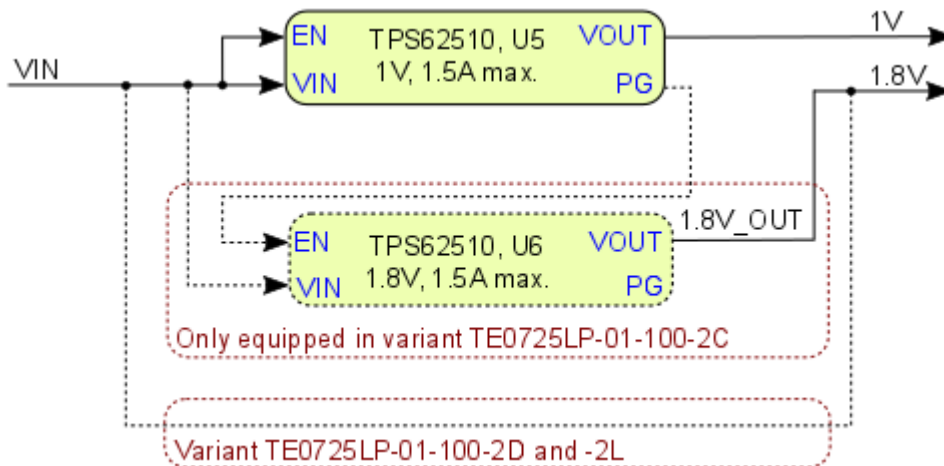 1V
EN TPS62510, U5 VOUT
VIN
1V, 1.5A max.
VIN PG
1.8V
1.8V_OUT
EN TPS62510, U6 VOUT
1.8V, 1.5A max.
VIN PG
Only equipped in variant TE0725LP-01-100-2C
Variant TE0725LP-01-100-2D and -2L